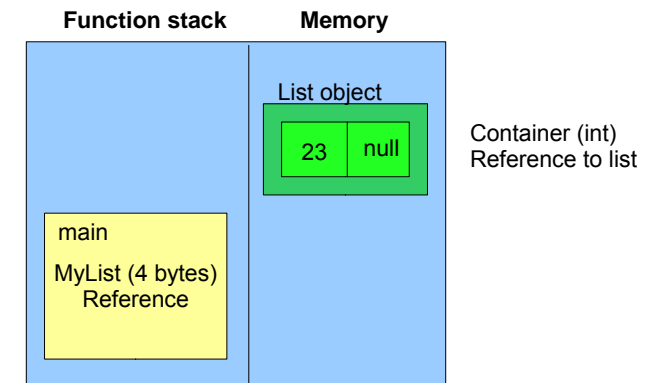 Function stack
Memory
List object
23
null
Container (int)
Reference to list
main
MyList (4 bytes)
Reference